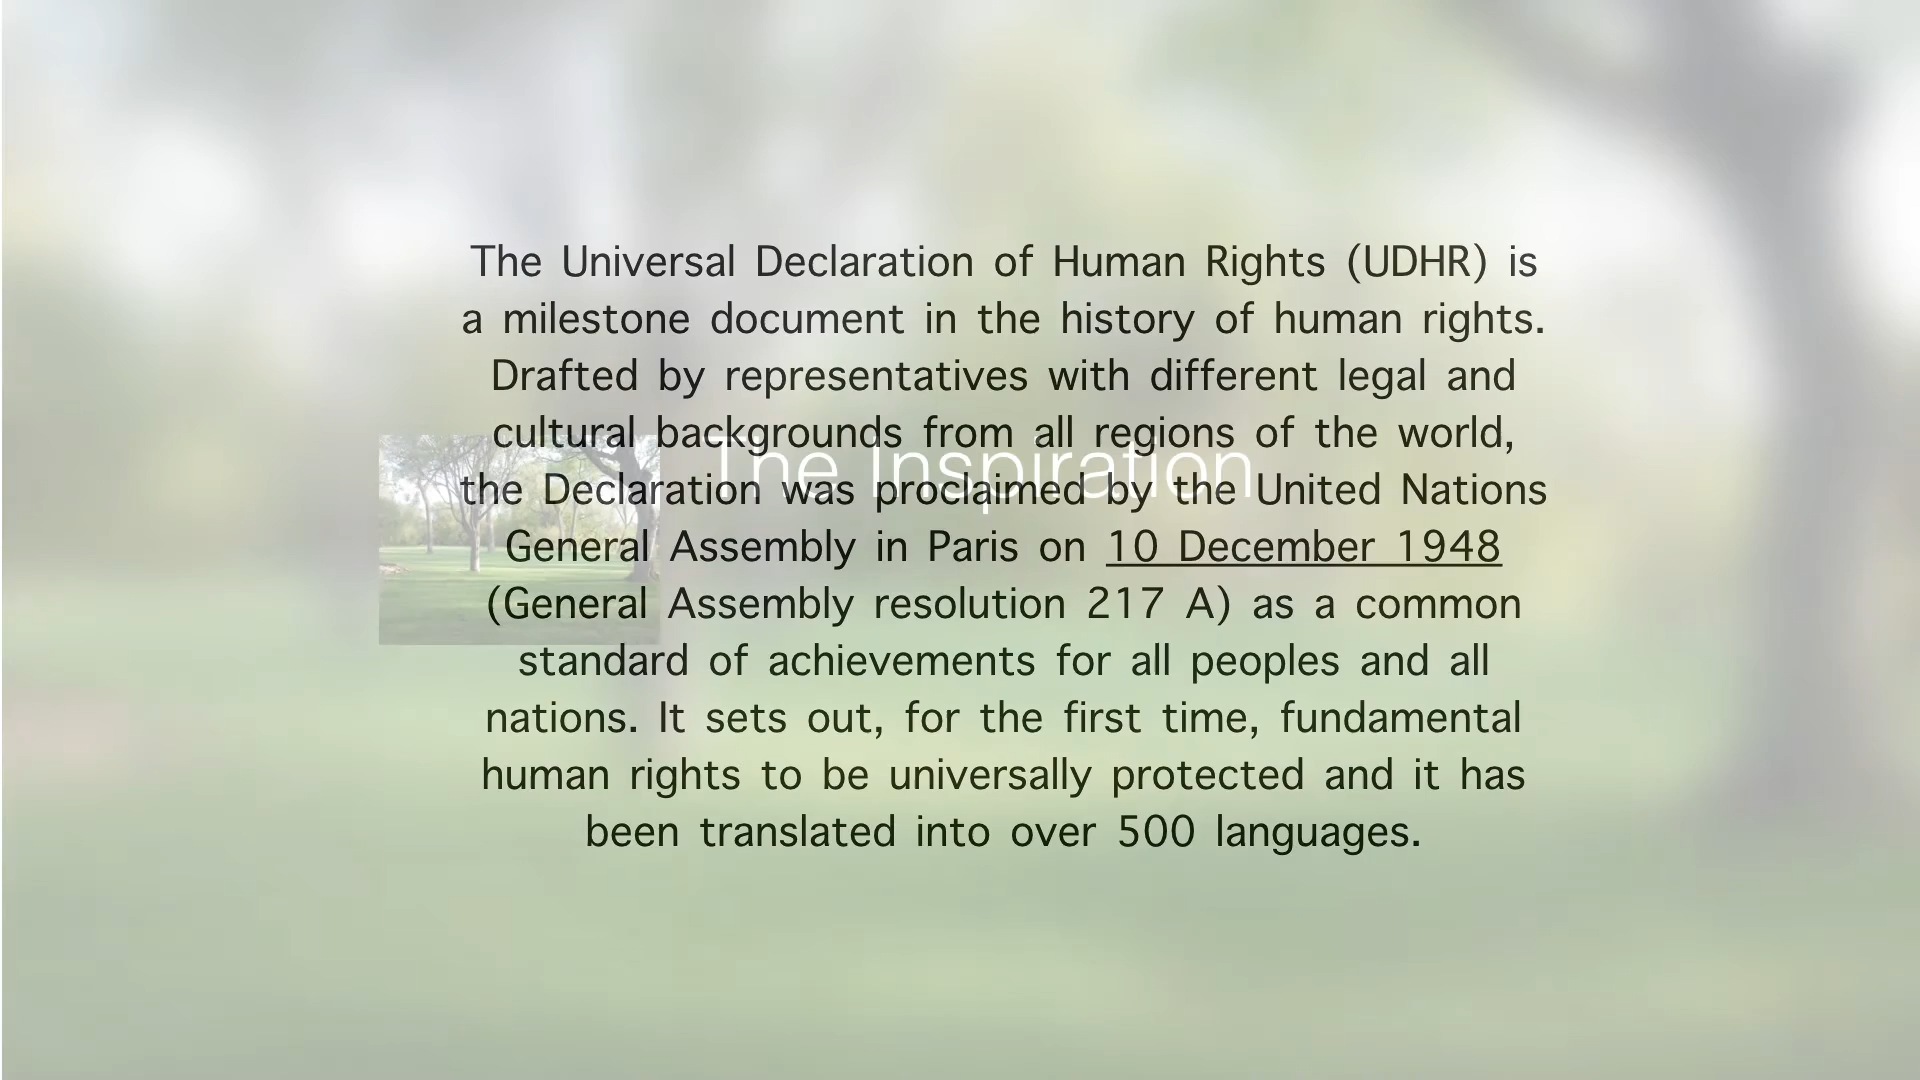 The Universal Declaration of Human Rights (UDHR) is
a milestone document in the history of human rights.
Drafted by representatives with different legal and
cultural backgrounds from all regions of the world,
The Inspiration
the Declaration was proclaimed by the United Nations
General Assembly in Paris on 10 December 1948
(General Assembly resolution 217 A) as a common
standard of achievements for all peoples and all
nations. It sets out, for the first time, fundamental
human rights to be universally protected and it has
been translated into over 500 languages.